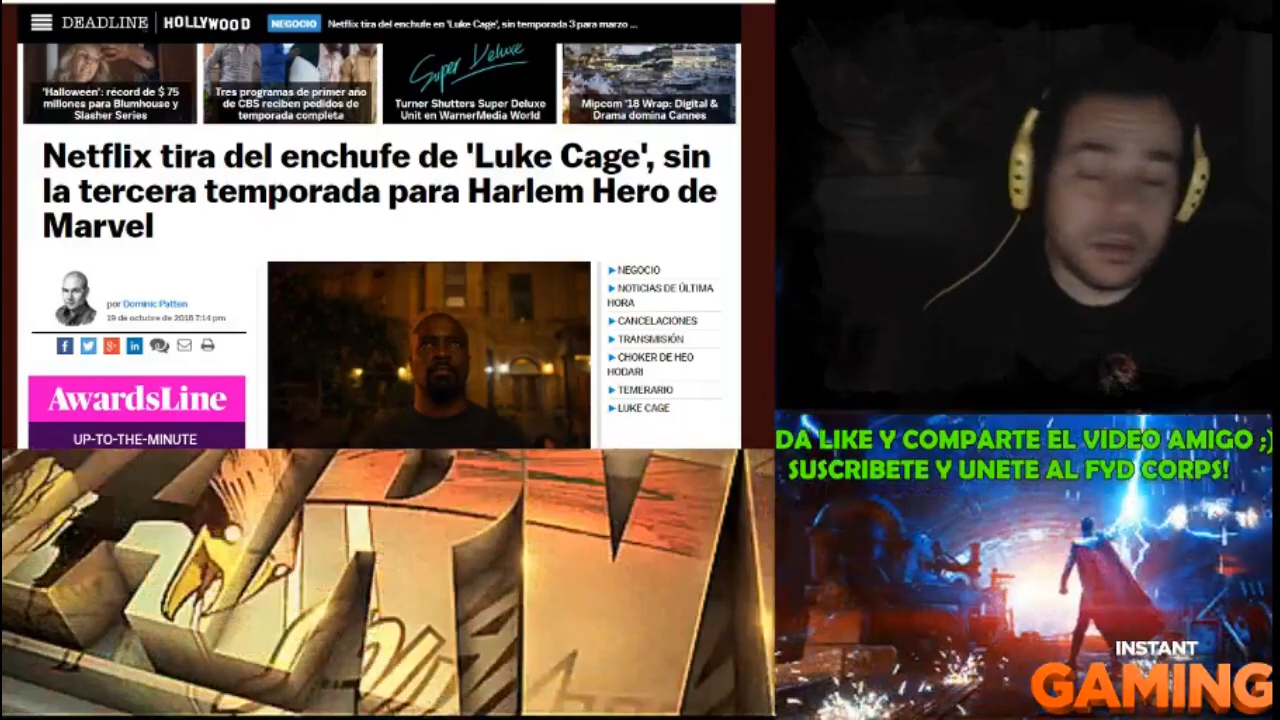 DEADLINE | HOLLYWOOD NEGOCIO Netflix tira del enchufe en 'Luke Cage', sin temporada 3 para marzo ...
'Halloween': récord de $ 75
millones para Blumhouse y
Slasher Series
Tres programas de primer año
de CBS reciben pedidos de
temporada completa
Super Deluxe
Turner Shutters Super Deluxe
Unit en WarnerMedia World
Mipcom '18 Wrap: Digital &
Drama domina Cannes
Netflix tira del enchufe de 'Luke Cage', sin
la tercera temporada para Harlem Hero de
Marvel
por Dominic Patten
19 de octubre de 2018 7:14 pm
AwardsLine
UP-TO-THE-MINUTE
NEGOCIO
NOTICIAS DE ÚLTIMA
HORA
CANCELACIONES
TRANSMISIÓN
CHOKER DE HEO
HODARI
TEMERARIO
LUKE CAGE
DA LIKE Y COMPARTE EL VIDEO AMIGO ;)
SUSCRIBETE Y UNETE AL FYD CORPS!
INSTANT
GAMING